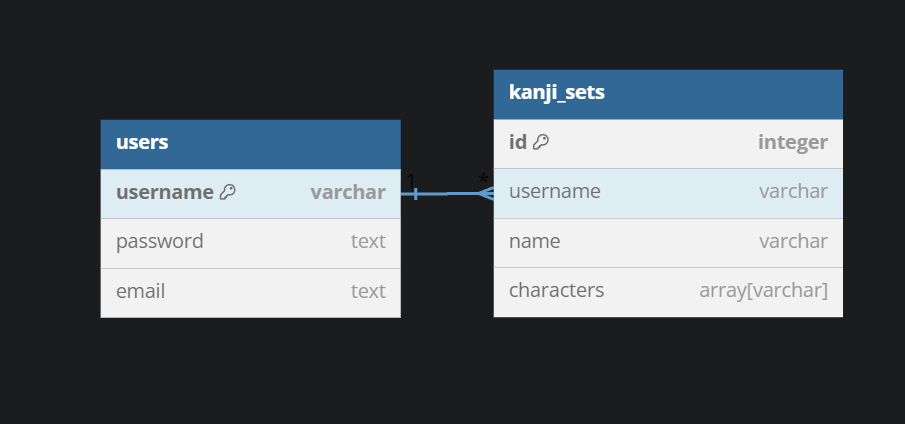 users
username varchar
password text
email text
1 *
kanji_sets
id integer
username varchar
name varchar
characters array[varchar]